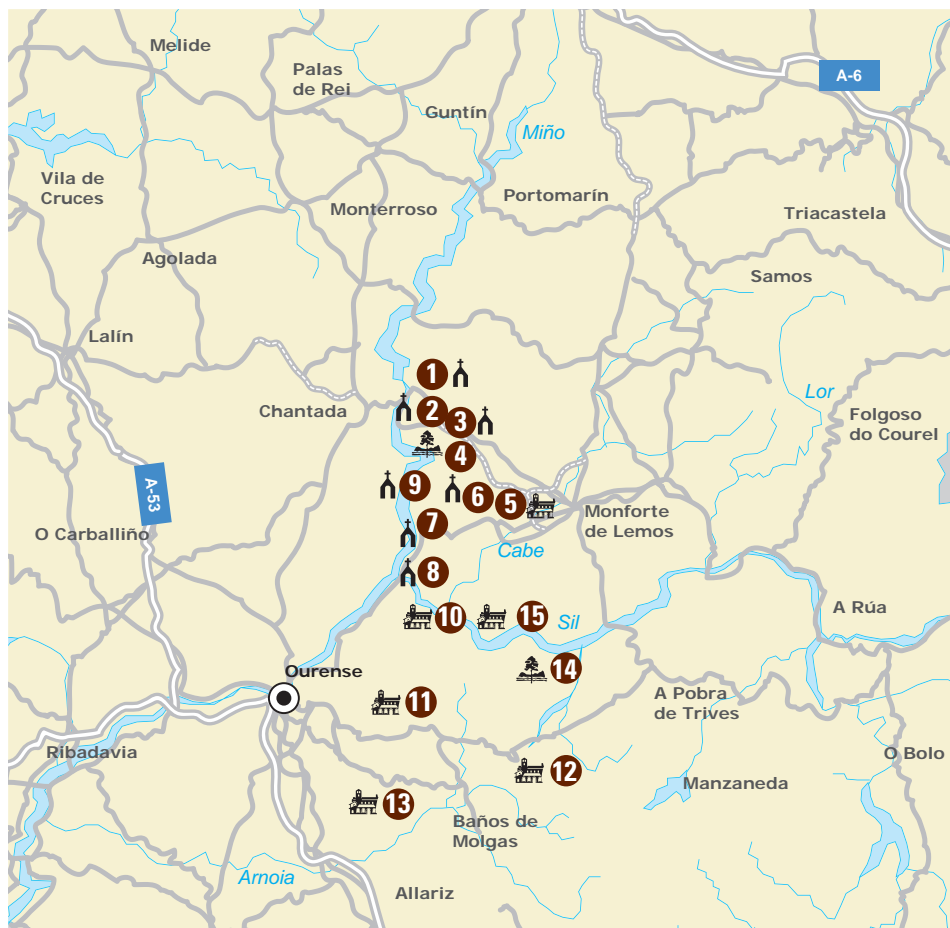 Melide
Palas
de Rei
A-6
Guntín
Miño
Vila de
Cruces
Monterroso
Portomarín
Triacastela
Agolada
Samos
Lalín
1
Chantada
2
3
Lor
Folgoso
do Courel
4
A-53
9
6
5
Monforte
de Lemos
O Carballiño
7
Cabe
8
10
15
Sil
A Rúa
Ourense
14
11
A Pobra
de Trives
Ribadavia
O Bolo
12
Manzaneda
13
Baños de
Molgas
Arnoia
Allariz